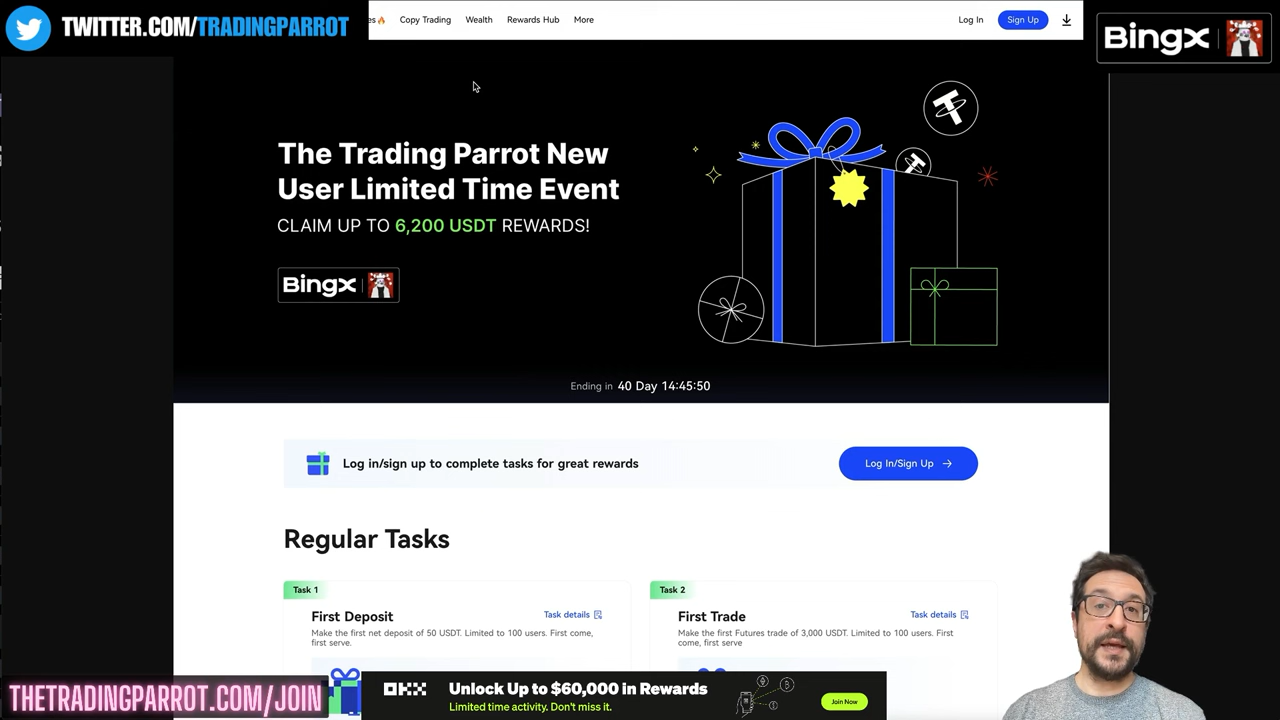 TWITTER.COM/TRADINGPARROT
Copy Trading
Wealth
Rewards Hub
More
Log In
Sign Up
BingX
The Trading Parrot New
User Limited Time Event
CLAIM UP TO 6,200 USDT REWARDS!
BingX
Ending in 40 Day 14:45:50
Log in/sign up to complete tasks for great rewards
Log In/Sign Up
Regular Tasks
Task 1
First Deposit
Task details
Make the first net deposit of 50 USDT. Limited to 100 users. First come,
first serve.
Task 2
First Trade
Task details
Make the first Futures trade of 3,000 USDT. Limited to 100 users. First
come, first serve
THETRADINGPARROT.COM/JOIN
OKX
Unlock Up to $60,000 in Rewards
Limited time activity. Don't miss it.
Join Now